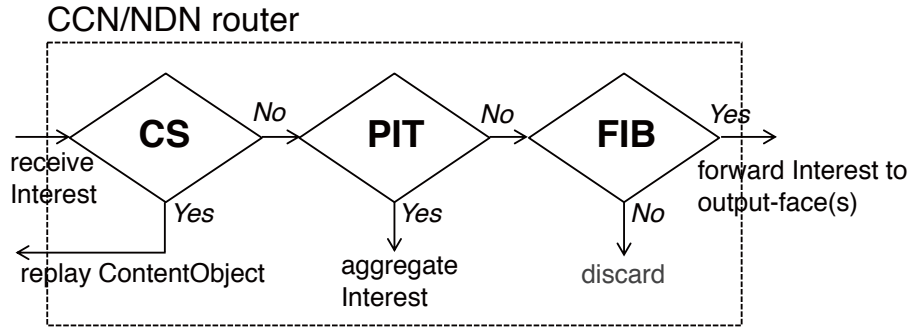 CCN/NDN router
CS
No
PIT
No
FIB
Yes
receive
Interest
forward Interest to
output-face(s)
Yes
Yes
No
replay ContentObject
aggregate
Interest
discard